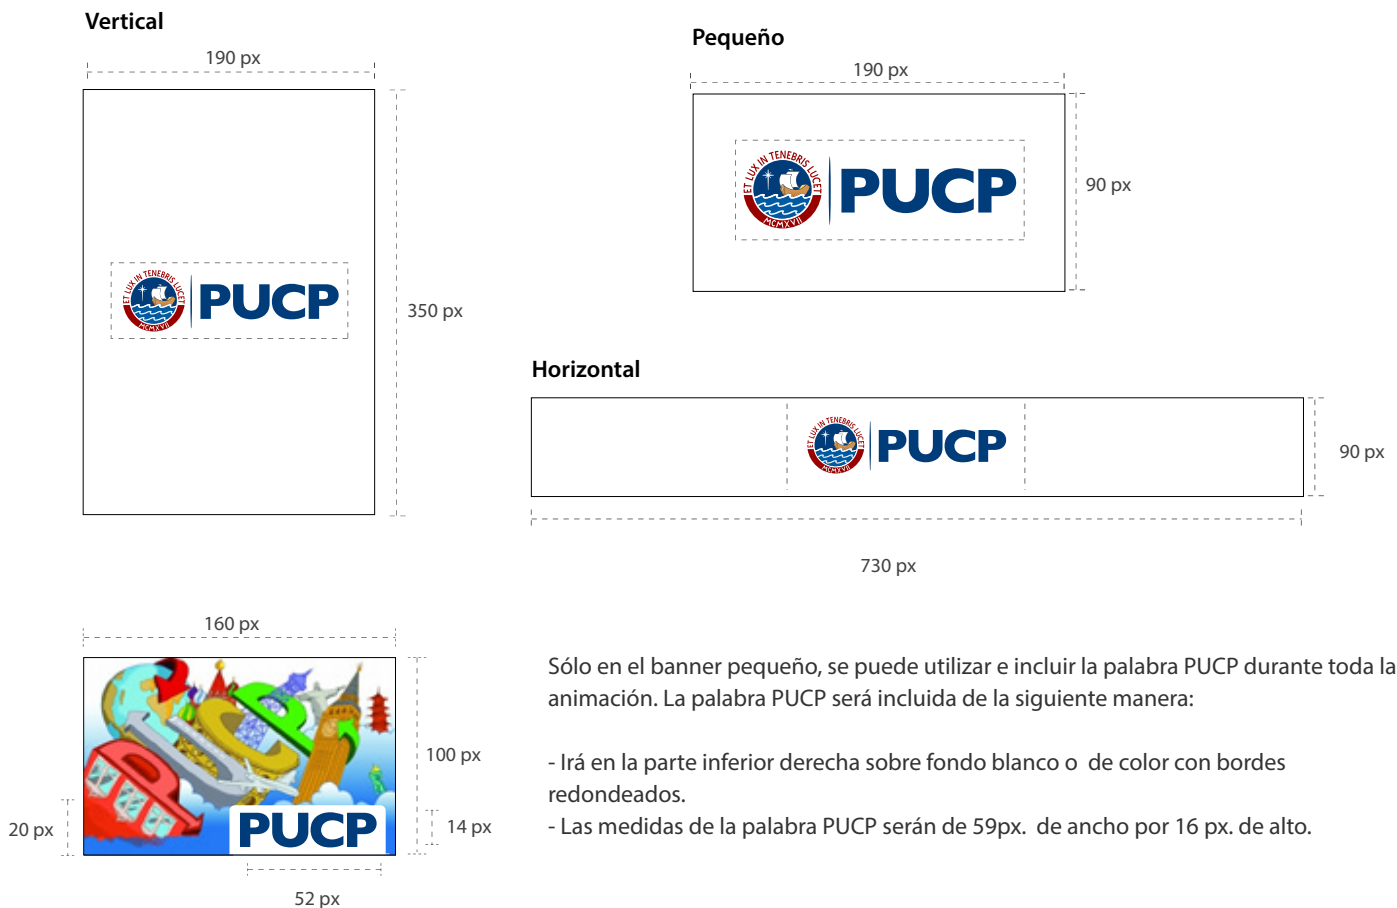 Vertical
190 px
ET LUX IN TENEBRIS LUCET
MCMXVII
PUCP
350 px
Pequeño
190 px
ET LUX IN TENEBRIS LUCET
MCMXVII
PUCP
90 px
Horizontal
ET LUX IN TENEBRIS LUCET
MCMXVII
PUCP
90 px
730 px
160 px
PUCP
PUCP
100 px
20 px
14 px
52 px
Sólo en el banner pequeño, se puede utilizar e incluir la palabra PUCP durante toda la
animación. La palabra PUCP será incluida de la siguiente manera:
- Irá en la parte inferior derecha sobre fondo blanco o  de color con bordes
redondeados.
- Las medidas de la palabra PUCP serán de 59px.  de ancho por 16 px. de alto.